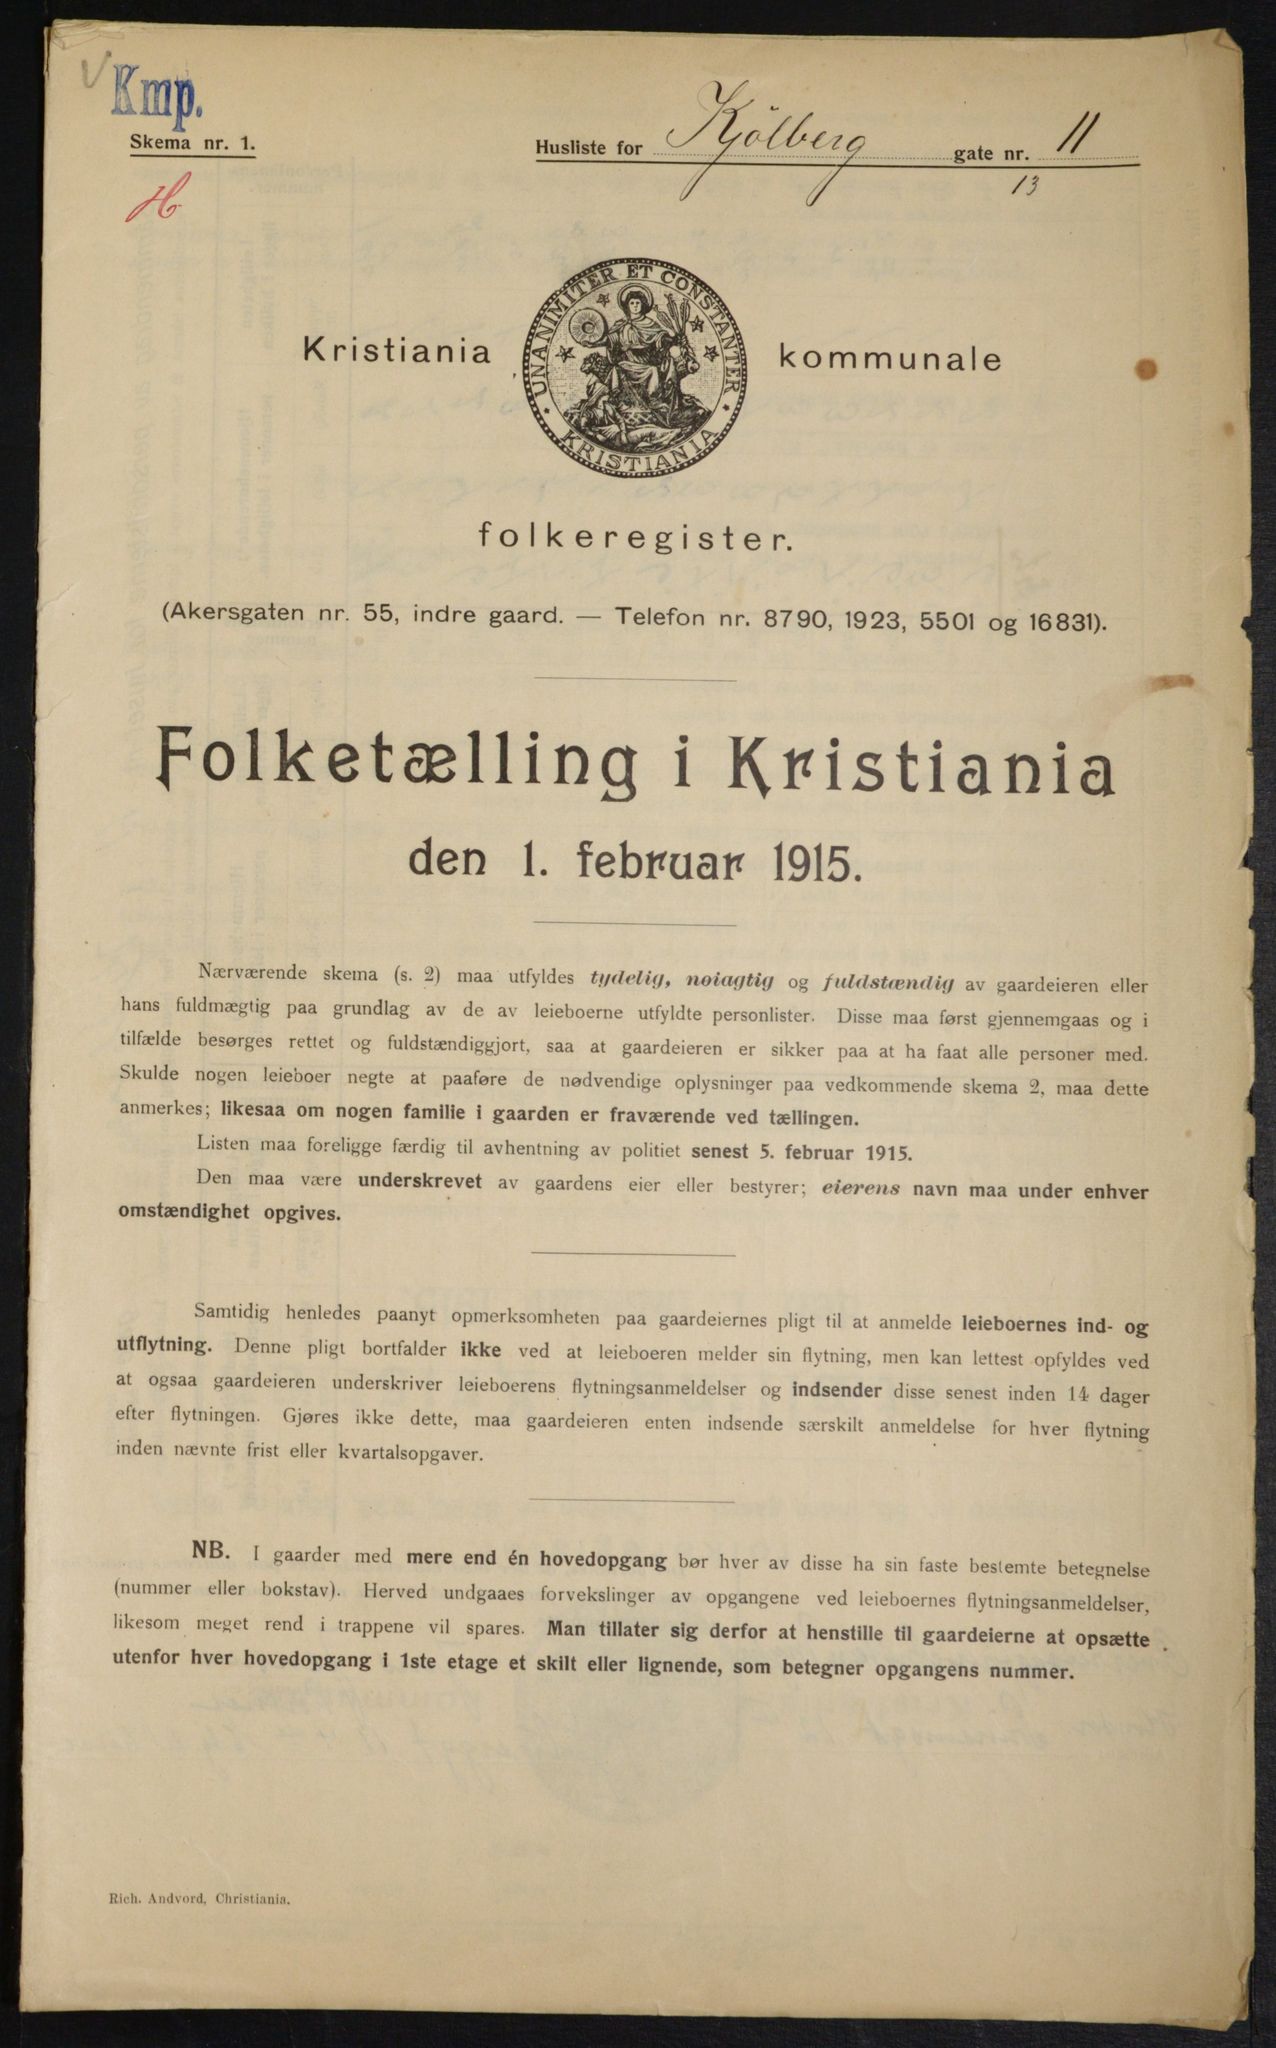 Kmp.
Skema nr. 1.
H
Husliste for Kjölberg gate nr. 11
13
Kristiania kommunale
UNANIMITER ET CONSTANTER
KRISTIANIA
folkeregister.
(Akersgaten nr. 55, indre gaard. — Telefon nr. 8790, 1923, 5501 og 16831).
Folketælling i Kristiania
den 1. februar 1915.
Nærværende skema (s. 2) maa utfyldes tydelig, nøiagtig og fuldstændig av gaardeieren eller
hans fuldmægtig paa grundlag av de av leieboerne utfyldte personlister. Disse maa først gjennemgaas og i
tilfælde besørges rettet og fuldstændiggjort, saa at gaardeieren er sikker paa at ha faat alle personer med.
Skulde nogen leieboer negte at paaføre de nødvendige oplysninger paa vedkommende skema 2, maa dette
anmerkes; likesaa om nogen familie i gaarden er fraværende ved tællingen.
Listen maa foreligge færdig til avhentning av politiet senest 5. februar 1915.
Den maa være underskrevet av gaardens eier eller bestyrer; eierens navn maa under enhver
omstændighet opgives.
Samtidig henledes paanyt opmerksomheten paa gaardeiernes pligt til at anmelde leieboernes ind- og
utflytning. Denne pligt bortfalder ikke ved at leieboeren melder sin flytning, men kan lettest opfyldes ved
at ogsaa gaardeieren underskriver leieboerens flytningsanmeldelser og indsender disse senest inden 14 dager
efter flytningen. Gjøres ikke dette, maa gaardeieren enten indsende særskilt anmeldelse for hver flytning
inden nævnte frist eller kvartalsopgaver.
NB. I gaarder med mere end én hovedopgang bør hver av disse ha sin faste bestemte betegnelse
(nummer eller bokstav). Herved undgaaes forvekslinger av opgangene ved leieboernes flytningsanmeldelser,
likesom meget rend i trappene vil spares. Man tillater sig derfor at henstille til gaardeierne at opsætte
utenfor hver hovedopgang i 1ste etage et skilt eller lignende, som betegner opgangens nummer.
Rich. Andvord, Christiania.